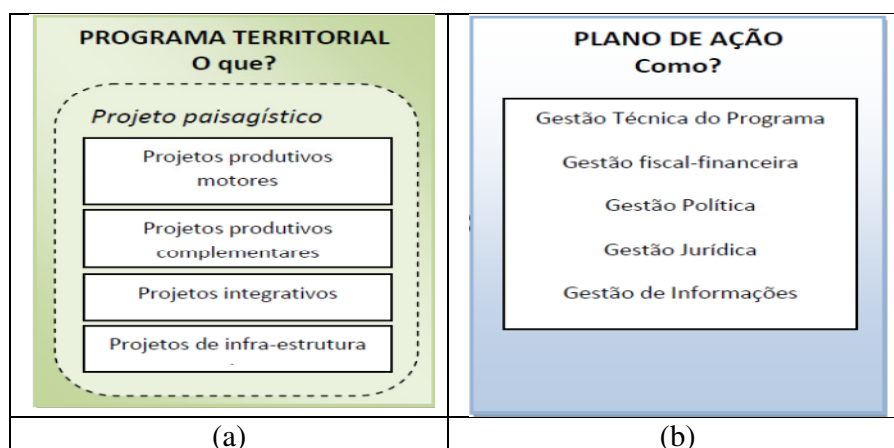 PROGRAMA TERRITORIAL
O que?
Projeto paisagístico
Projetos produtivos
motores
Projetos produtivos
complementares
Projetos integrativos
Projetos de infra-estrutura
(a)
PLANO DE AÇÃO
Como?
Gestão Técnica do Programa
Gestão fiscal-financeira
Gestão Política
Gestão Jurídica
Gestão de Informações
(b)